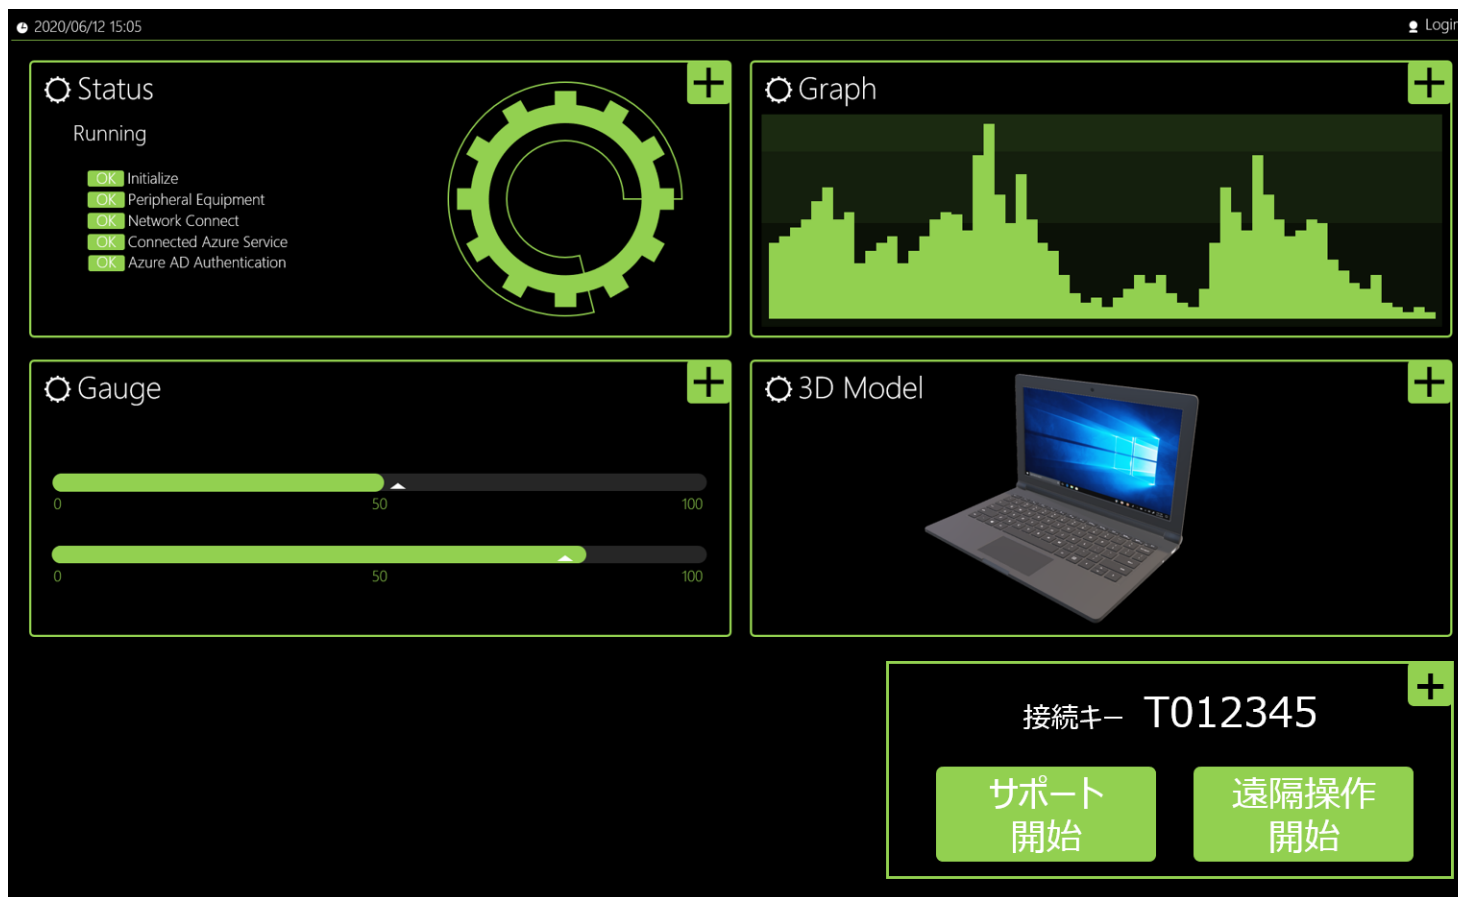 2020/06/12 15:05
Login
Status
Running
OK Initialize
OK Peripheral Equipment
OK Network Connect
OK Connected Azure Service
OK Azure AD Authentication
Graph
Gauge
0 50 100
0 50 100
3D Model
接続キー T012345
サポート
開始
遠隔操作
開始